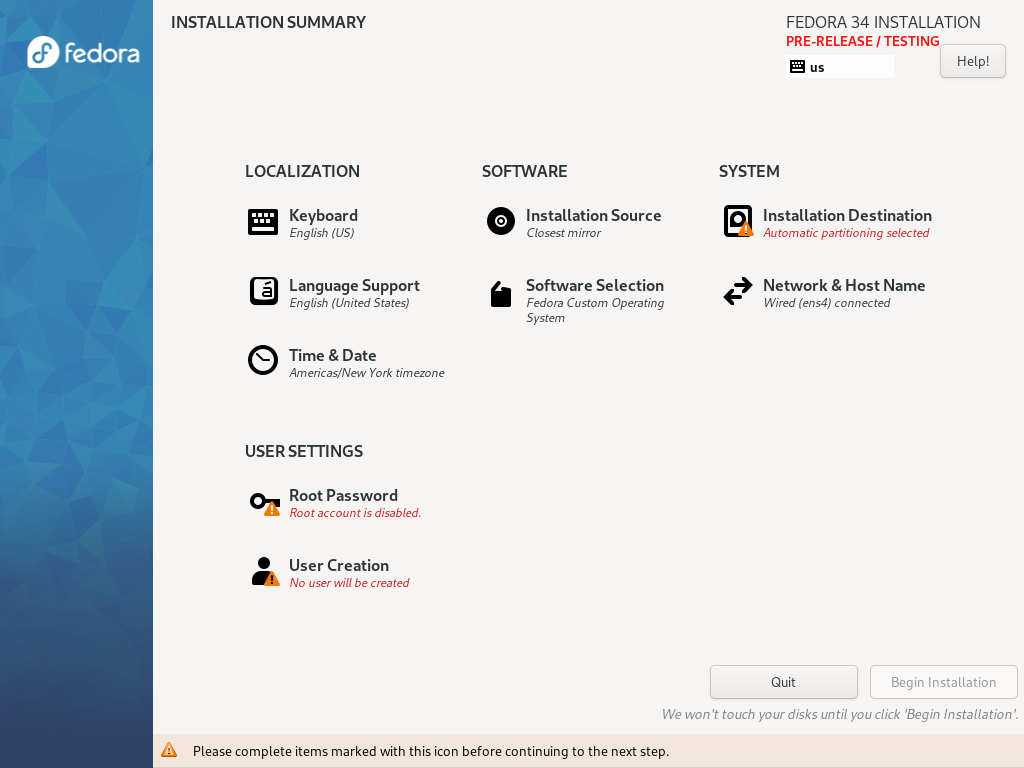 fedora
INSTALLATION SUMMARY
FEDORA 34 INSTALLATION
PRE-RELEASE / TESTING
us
Help!
LOCALIZATION
Keyboard
English (US)
Language Support
English (United States)
Time & Date
Americas/New York timezone
SOFTWARE
Installation Source
Closest mirror
Software Selection
Fedora Custom Operating
System
SYSTEM
Installation Destination
Automatic partitioning selected
Network & Host Name
Wired (ens4) connected
USER SETTINGS
Root Password
Root account is disabled.
User Creation
No user will be created
Quit
Begin Installation
We won't touch your disks until you click 'Begin Installation'.
Please complete items marked with this icon before continuing to the next step.